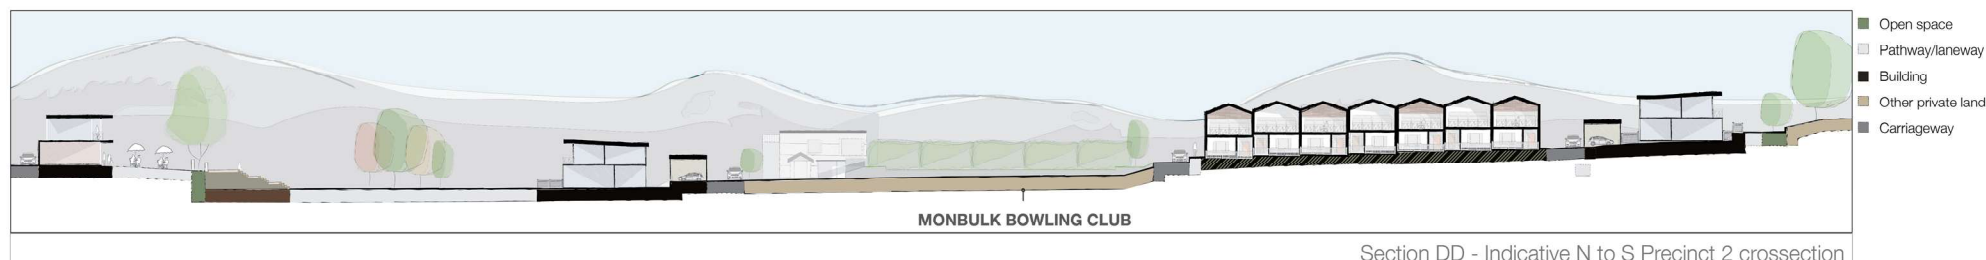 Open space
Pathway/laneway
Building
Other private land
Carriageway
MONBULK BOWLING CLUB
Section DD - Indicative N to S Precinct 2 crossection